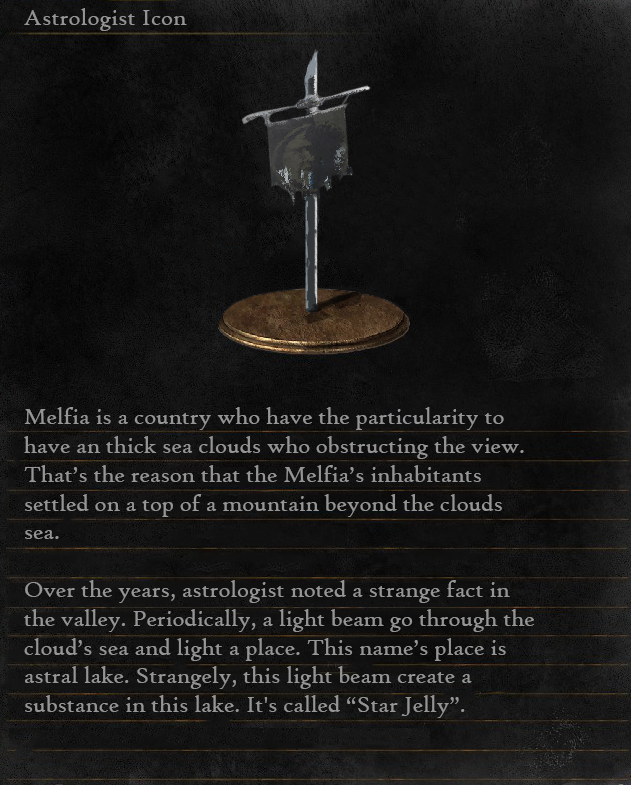 Astrologist Icon
Melfia is a country who have the particularity to
have an thick sea clouds who obstructing the view.
That's the reason that the Melfia's inhabitants
settled on a top of a mountain beyond the clouds
sea.
Over the years, astrologist noted a strange fact in
the valley. Periodically, a light beam go through the
cloud's sea and light a place. This name's place is
astral lake. Strangely, this light beam create a
substance in this lake. It's called “Star Jelly”.